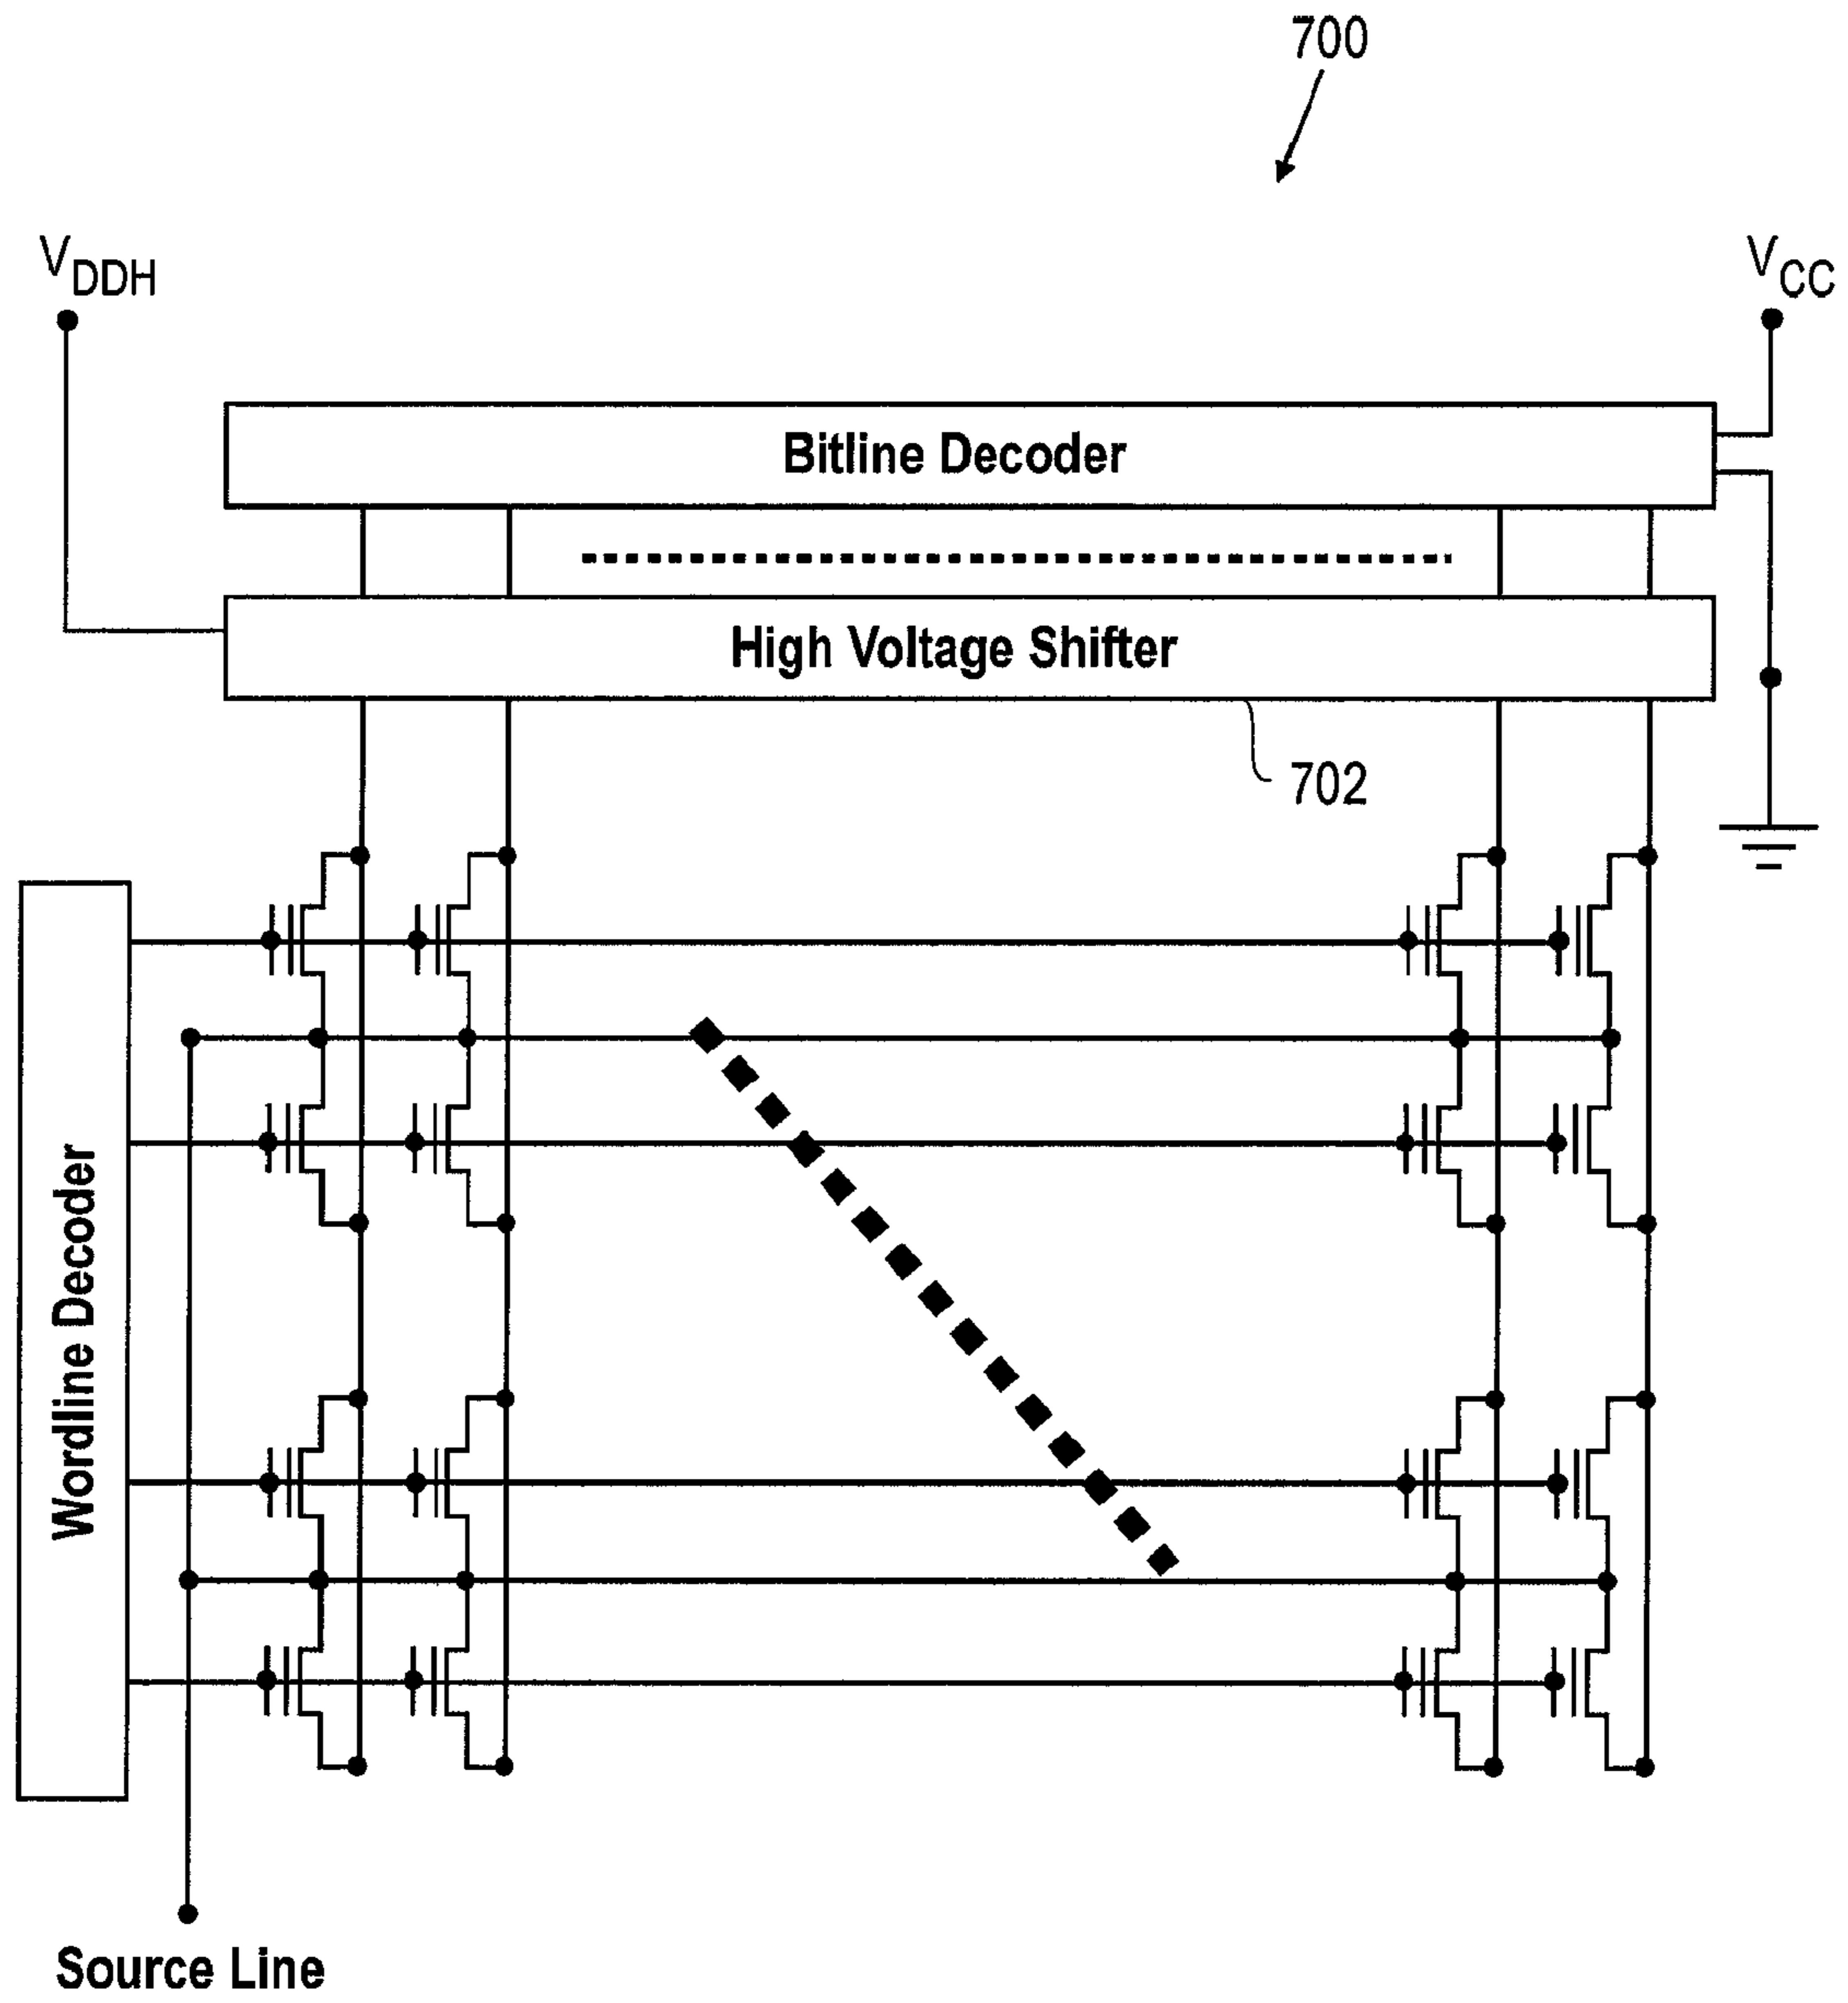 700
VDDH
VCC
Bitline Decoder
High Voltage Shifter
702
Wordline Decoder
Source Line